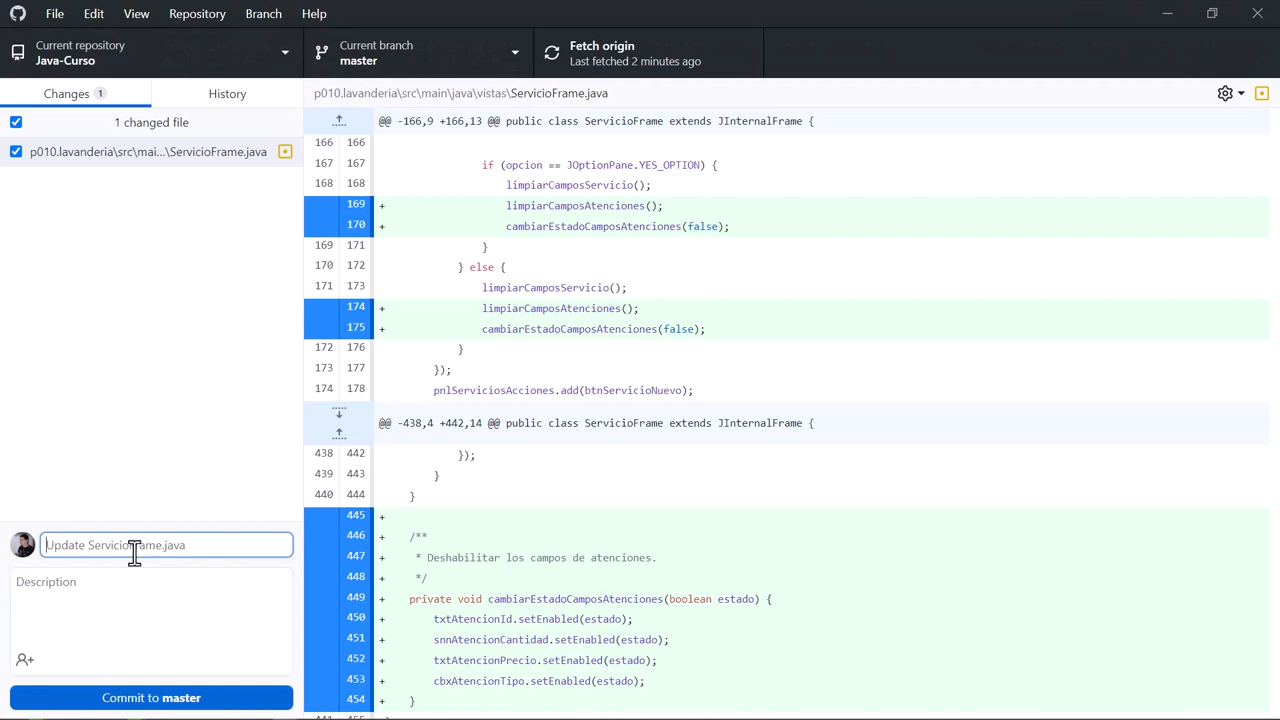 File Edit View Repository Branch Help
Current repository
Java-Curso
Current branch
master
Fetch origin
Last fetched 2 minutes ago
Changes 1
History
p010.lavanderia\src\main\java\vistas\ServicioFrame.java
1 changed file
p010.lavanderia\src\mai...\ServicioFrame.java
@@ -166,9 +166,13 @@ public class ServicioFrame extends JInternalFrame {
166 166
167 167 if (opcion == JOptionPane.YES_OPTION) {
168 168 limpiarCamposServicio();
169 + limpiarCamposAtenciones();
170 + cambiarEstadoCamposAtenciones(false);
169 171 }
170 172 } else {
171 173 limpiarCamposServicio();
174 + limpiarCamposAtenciones();
175 + cambiarEstadoCamposAtenciones(false);
172 176 }
173 177 });
174 178 pnlServiciosAcciones.add(btnServicioNuevo);
@@ -438,4 +442,14 @@ public class ServicioFrame extends JInternalFrame {
438 442 });
439 443 }
440 444 }
445 +
446 + /**
447 + * Deshabilitar los campos de atenciones.
448 + */
449 + private void cambiarEstadoCamposAtenciones(boolean estado) {
450 + txtAtencionId.setEnabled(estado);
451 + snnAtencionCantidad.setEnabled(estado);
452 + txtAtencionPrecio.setEnabled(estado);
453 + cbxAtencionTipo.setEnabled(estado);
454 + }
Update ServicioFrame.java
Description
Commit to master